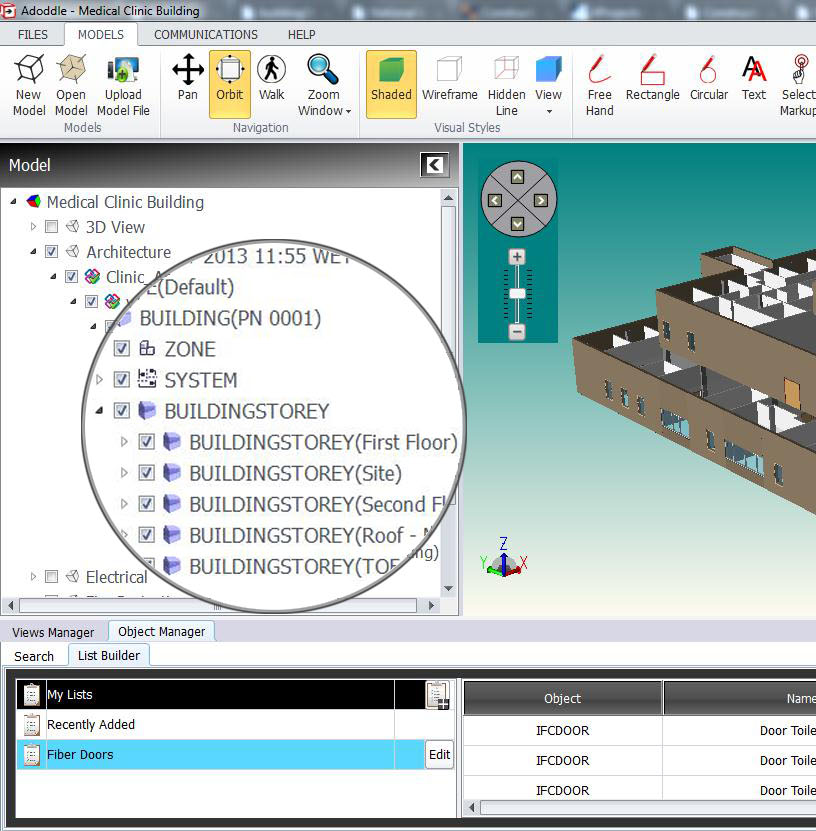 Adoddle - Medical Clinic Building
FILES MODELS COMMUNICATIONS HELP
New Model
Open Model
Upload Model File
Models
Pan
Orbit
Walk
Zoom Window
Navigation
Shaded
Wireframe
Hidden Line
View
Visual Styles
Free Hand
Rectangle
Circular
Text
Select Markup
Model
Medical Clinic Building
3D View
Architecture
Clinic_A
2013 11:55 WET
E(Default)
BUILDING(PN 0001)
ZONE
SYSTEM
BUILDINGSTOREY
BUILDINGSTOREY(First Floor)
BUILDINGSTOREY(Site)
BUILDINGSTOREY(Second Fl
BUILDINGSTOREY(Roof -
BUILDINGSTOREY(TOF
ng)
Electrical
Z
Y X
Views Manager Object Manager
Search List Builder
My Lists
Recently Added
Fiber Doors Edit
Object Name
IFCDOOR Door Toile
IFCDOOR Door Toile
IFCDOOR Door Toile